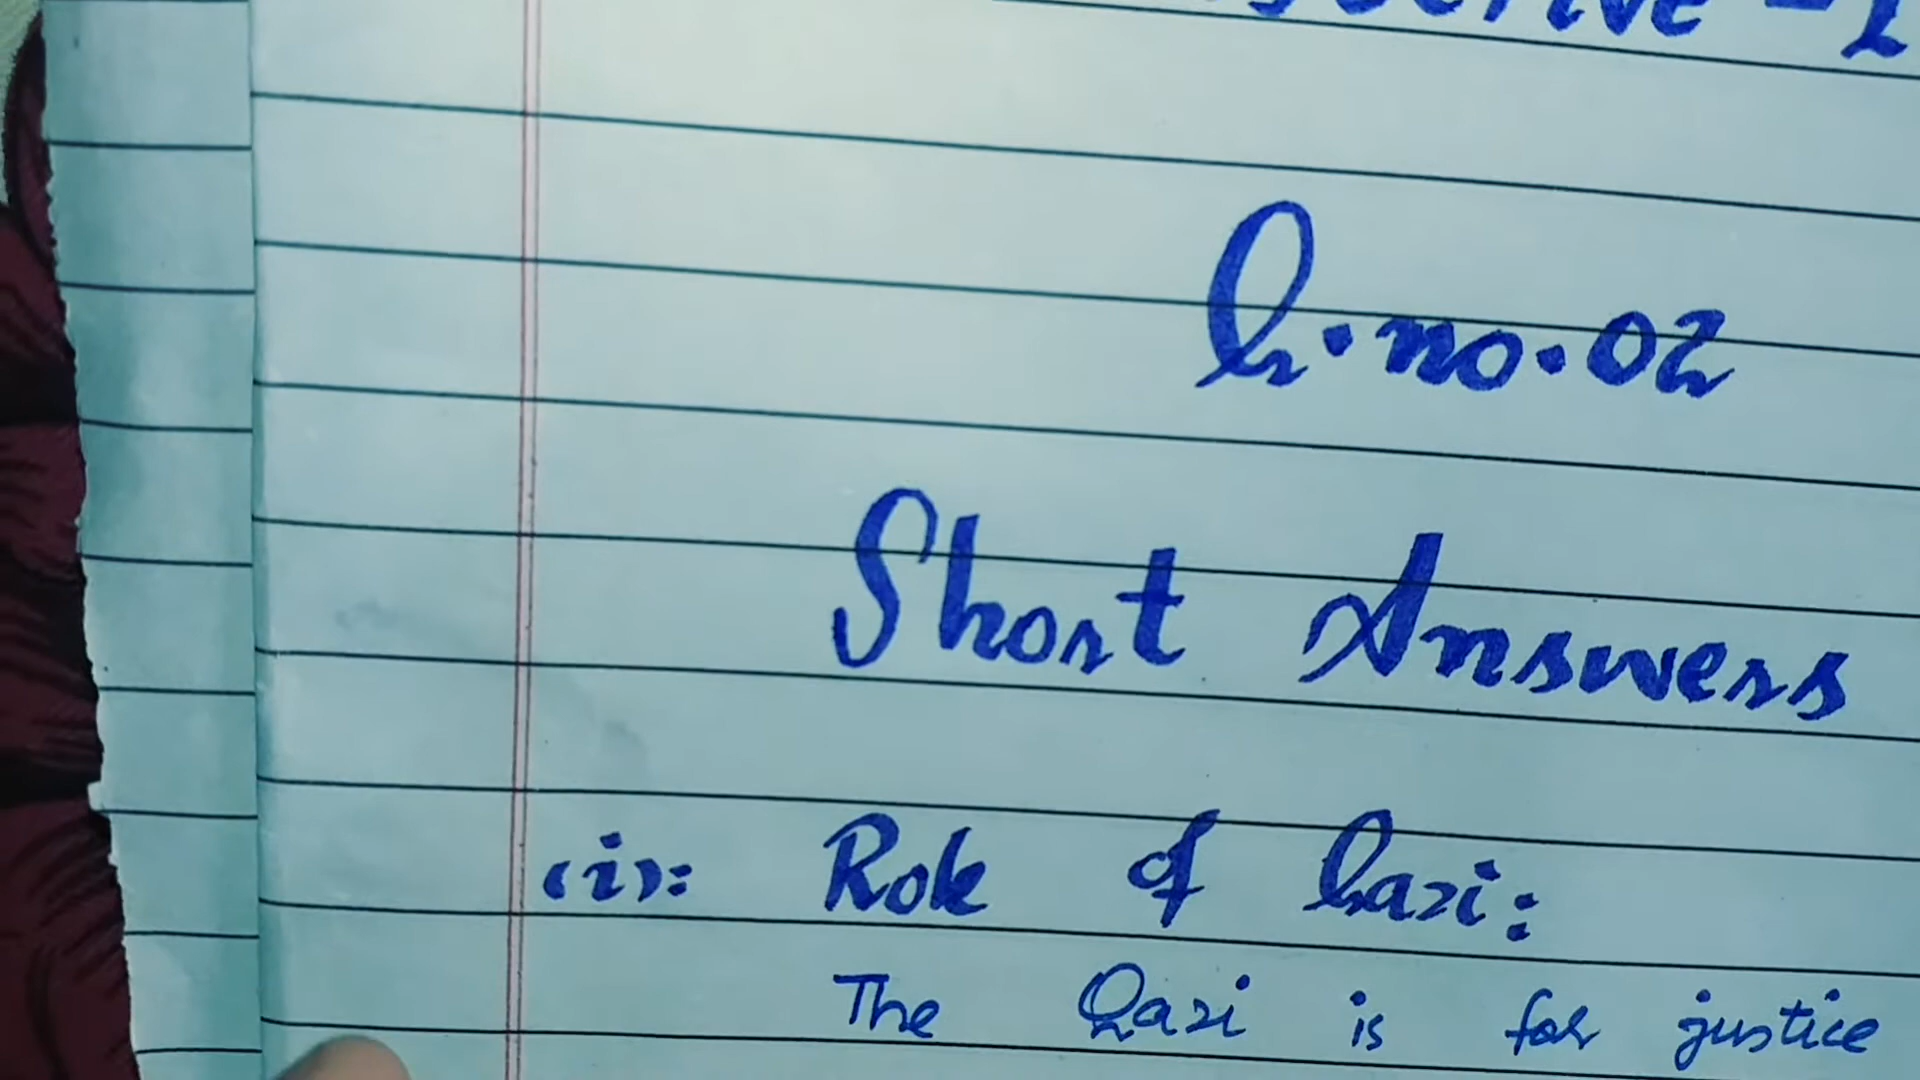 Q.no.02
Short Answers
(i):= Role of Qazi:
The Qazi is for justice